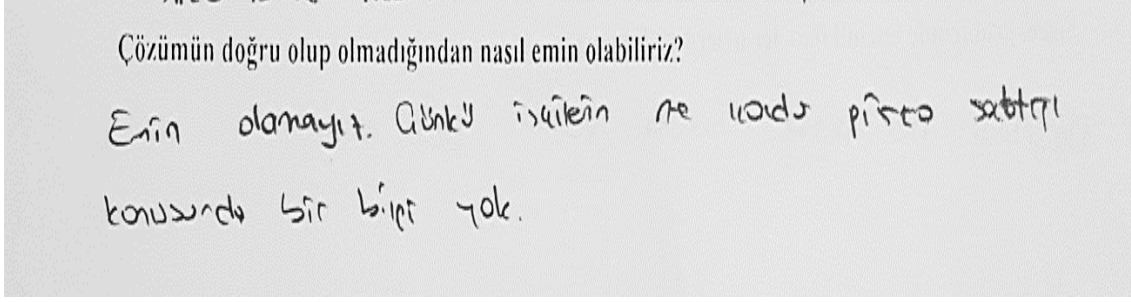 Çözümün doğru olup olmadığından nasıl emin olabiliriz?
Emin olamayız. Çünkü işçilerin ne kadar pizza sattığı
konusunda bir bilgi yok.